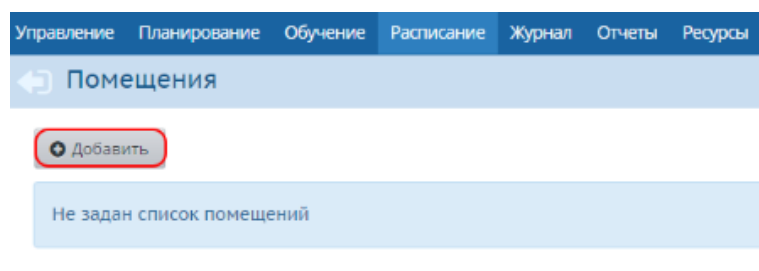 Управление Планирование Обучение Расписание Журнал Отчеты Ресурсы
Помещения
Добавить
Не задан список помещений